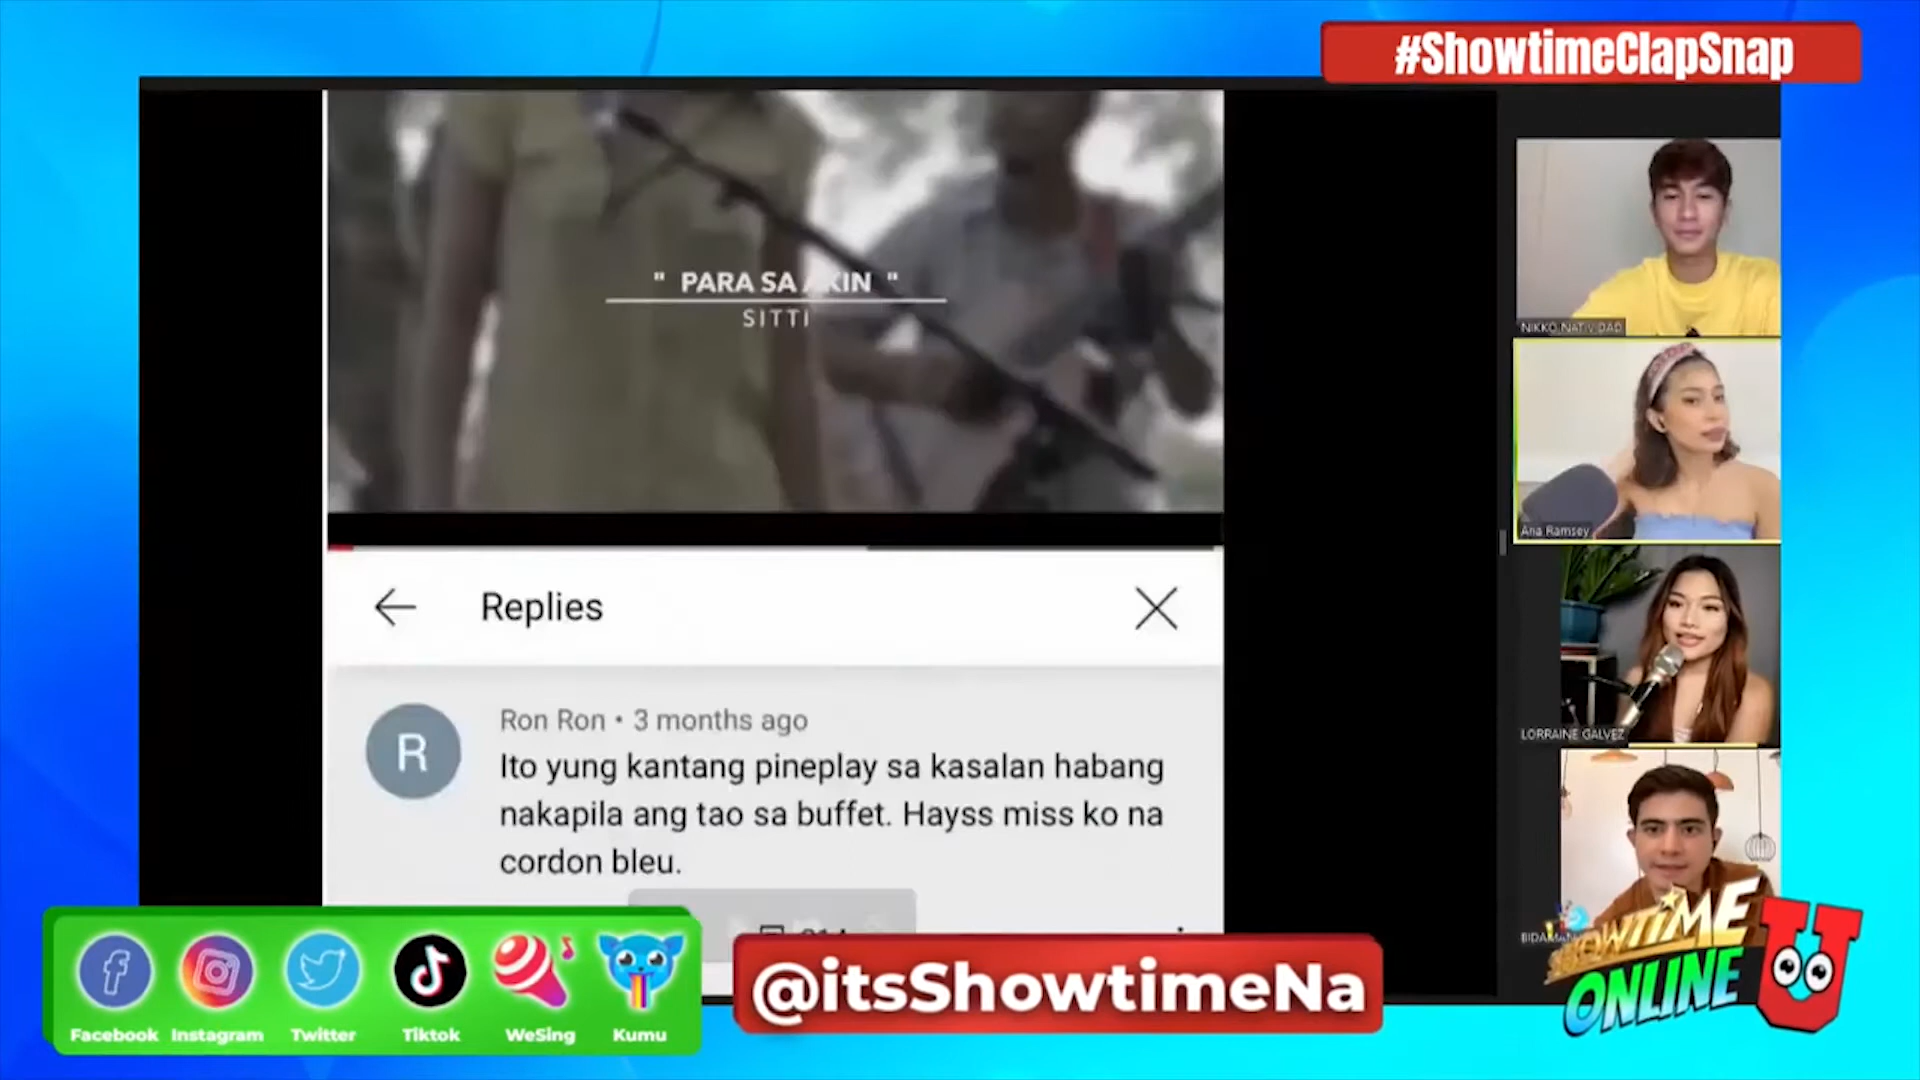 #ShowtimeClapSnap
" PARA SA AKIN "
SITTI
NIKKO NATIVIDAD
Ana Ramsey
LORRAINE GALVEZ
Replies
R
Ron Ron • 3 months ago
Ito yung kantang pineplay sa kasalan habang
nakapila ang tao sa buffet. Hayss miss ko na
cordon bleu.
SHOWTIME
ONLINE U
Facebook Instagram Twitter Tiktok WeSing Kumu
@itsShowtimeNa